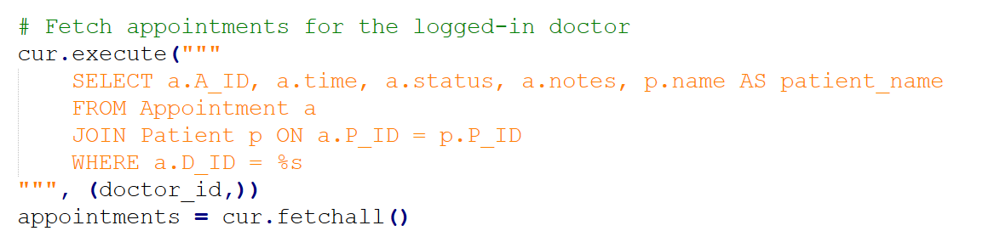 # Fetch appointments for the logged-in doctor
cur.execute("""
    SELECT a.A_ID, a.time, a.status, a.notes, p.name AS patient_name
    FROM Appointment a
    JOIN Patient p ON a.P_ID = p.P_ID
    WHERE a.D_ID = %s
""", (doctor_id,))
appointments = cur.fetchall()